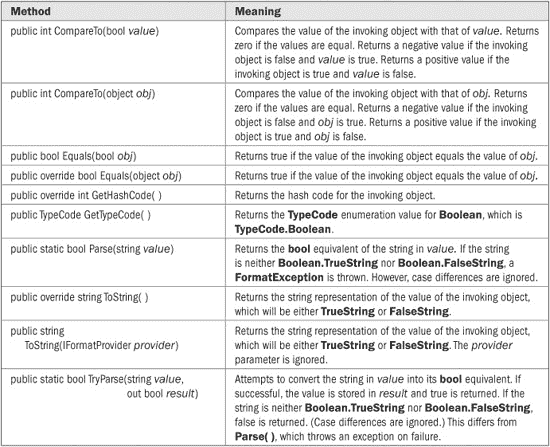 Method Meaning
public int CompareTo(bool value) Compares the value of the invoking object with that of value. Returns
zero if the values are equal. Returns a negative value if the invoking
object is false and value is true. Returns a positive value if the
invoking object is true and value is false.
public int CompareTo(object obj) Compares the value of the invoking object with that of obj. Returns
zero if the values are equal. Returns a negative value if the invoking
object is false and obj is true. Returns a positive value if the invoking
object is true and obj is false.
public bool Equals(bool obj) Returns true if the value of the invoking object equals the value of obj.
public override bool Equals(object obj) Returns true if the value of the invoking object equals the value of obj.
public override int GetHashCode( ) Returns the hash code for the invoking object.
public TypeCode GetTypeCode( ) Returns the TypeCode enumeration value for Boolean, which is
TypeCode.Boolean.
public static bool Parse(string value) Returns the bool equivalent of the string in value. If the string
is neither Boolean.TrueString nor Boolean.FalseString, a
FormatException is thrown. However, case differences are ignored.
public override string ToString( ) Returns the string representation of the value of the invoking object,
which will be either TrueString or FalseString.
public string Returns the string representation of the value of the invoking object,
ToString(IFormatProvider provider) which will be either TrueString or FalseString. The provider
parameter is ignored.
public static bool TryParse(string value, Attempts to convert the string in value into its bool equivalent. If
out bool result) successful, the value is stored in result and true is returned. If the
string is neither Boolean.TrueString nor Boolean.FalseString,
false is returned. (Case differences are ignored.) This differs from
Parse( ), which throws an exception on failure.